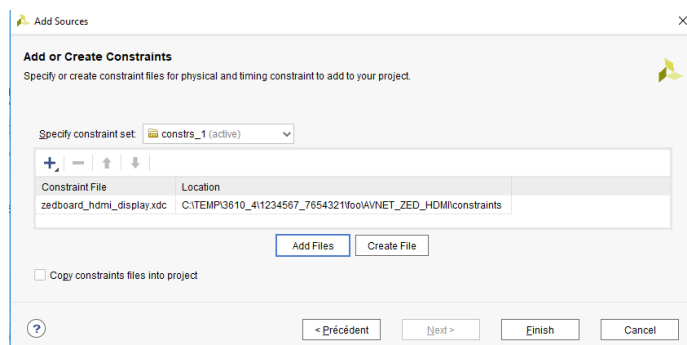 Add Sources
Add or Create Constraints
Specify or create constraint files for physical and timing constraint to add to your project.
Specify constraint set: constrs_1 (active)
Constraint File Location
zedboard_hdmi_display.xdc C:\TEMP\3610_4\1234567_7654321\foo\AVNET_ZED_HDMI\constraints
Add Files Create File
Copy constraints files into project
? < Précédent Next > Finish Cancel